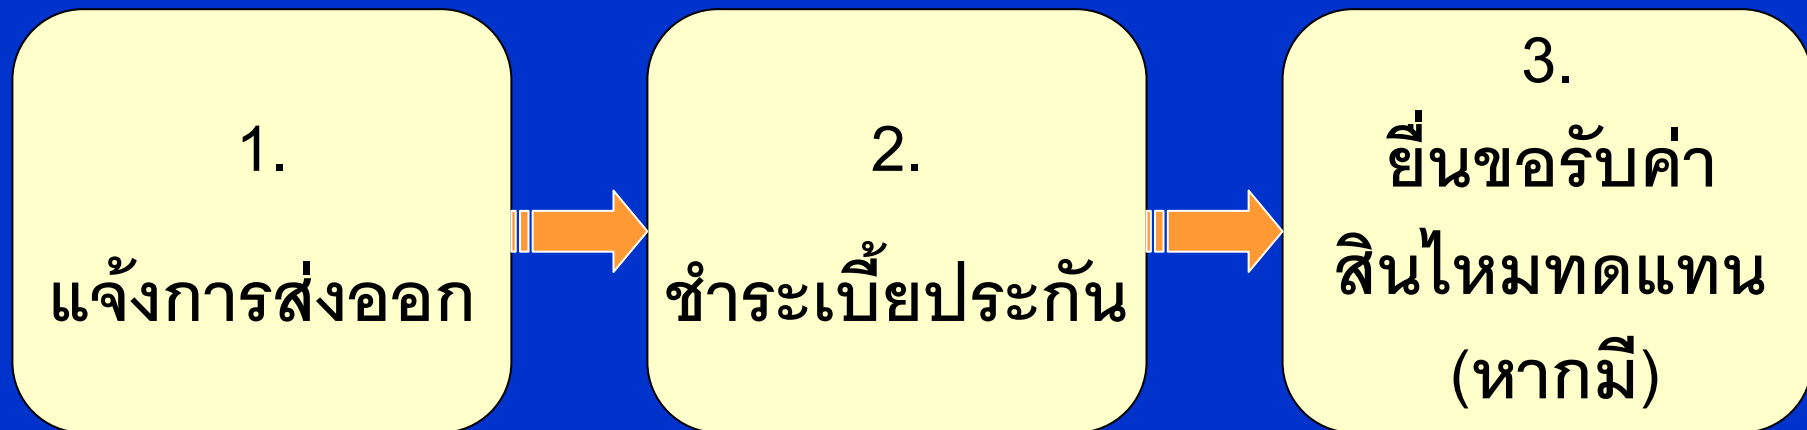 1.
แจ้งการส่งออก
2.
ชำระเบี้ยประกัน
3.
ยื่นขอรับค่า
สินไหมทดแทน
(หากมี)